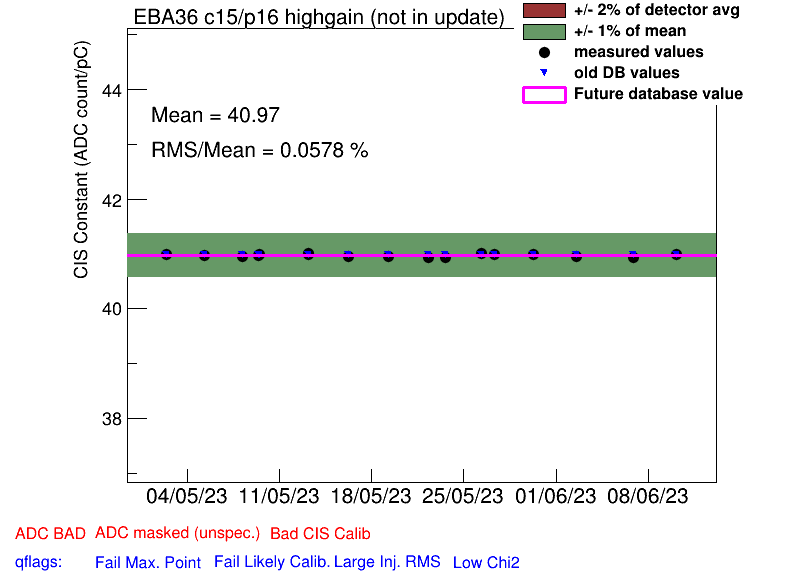 EBA36 c15/p16 highgain (not in update)
+/- 2% of detector avg
+/- 1% of mean
measured values
old DB values
Future database value
CIS Constant (ADC count/pC)
44
42
40
38
Mean = 40.97
RMS/Mean = 0.0578 %
04/05/23 11/05/23 18/05/23 25/05/23 01/06/23 08/06/23
ADC BAD ADC masked (unspec.) Bad CIS Calib
qflags: Fail Max. Point Fail Likely Calib. Large Inj. RMS Low Chi2